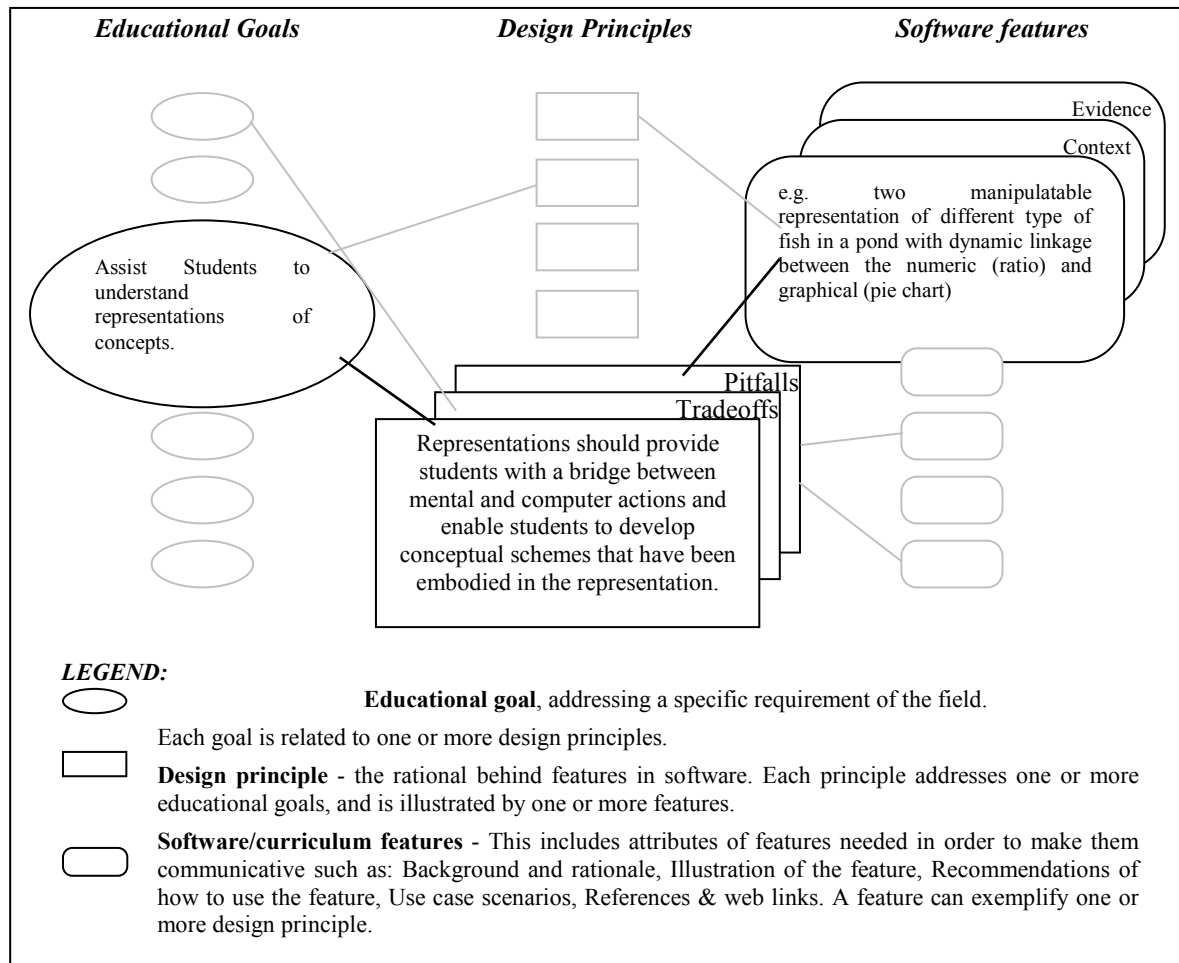 Educational Goals
Design Principles
Software features
Evidence
Context
e.g. two manipulatable
representation of different type of
fish in a pond with dynamic linkage
between the numeric (ratio) and
graphical (pie chart)
Assist Students to
understand
representations of
concepts.
Pitfalls
Tradeoffs
Representations should provide
students with a bridge between
mental and computer actions and
enable students to develop
conceptual schemes that have been
embodied in the representation.
LEGEND:
Educational goal, addressing a specific requirement of the field.
Each goal is related to one or more design principles.
Design principle - the rational behind features in software. Each principle addresses one or more
educational goals, and is illustrated by one or more features.
Software/curriculum features - This includes attributes of features needed in order to make them
communicative such as: Background and rationale, Illustration of the feature, Recommendations of
how to use the feature, Use case scenarios, References & web links. A feature can exemplify one or
more design principle.